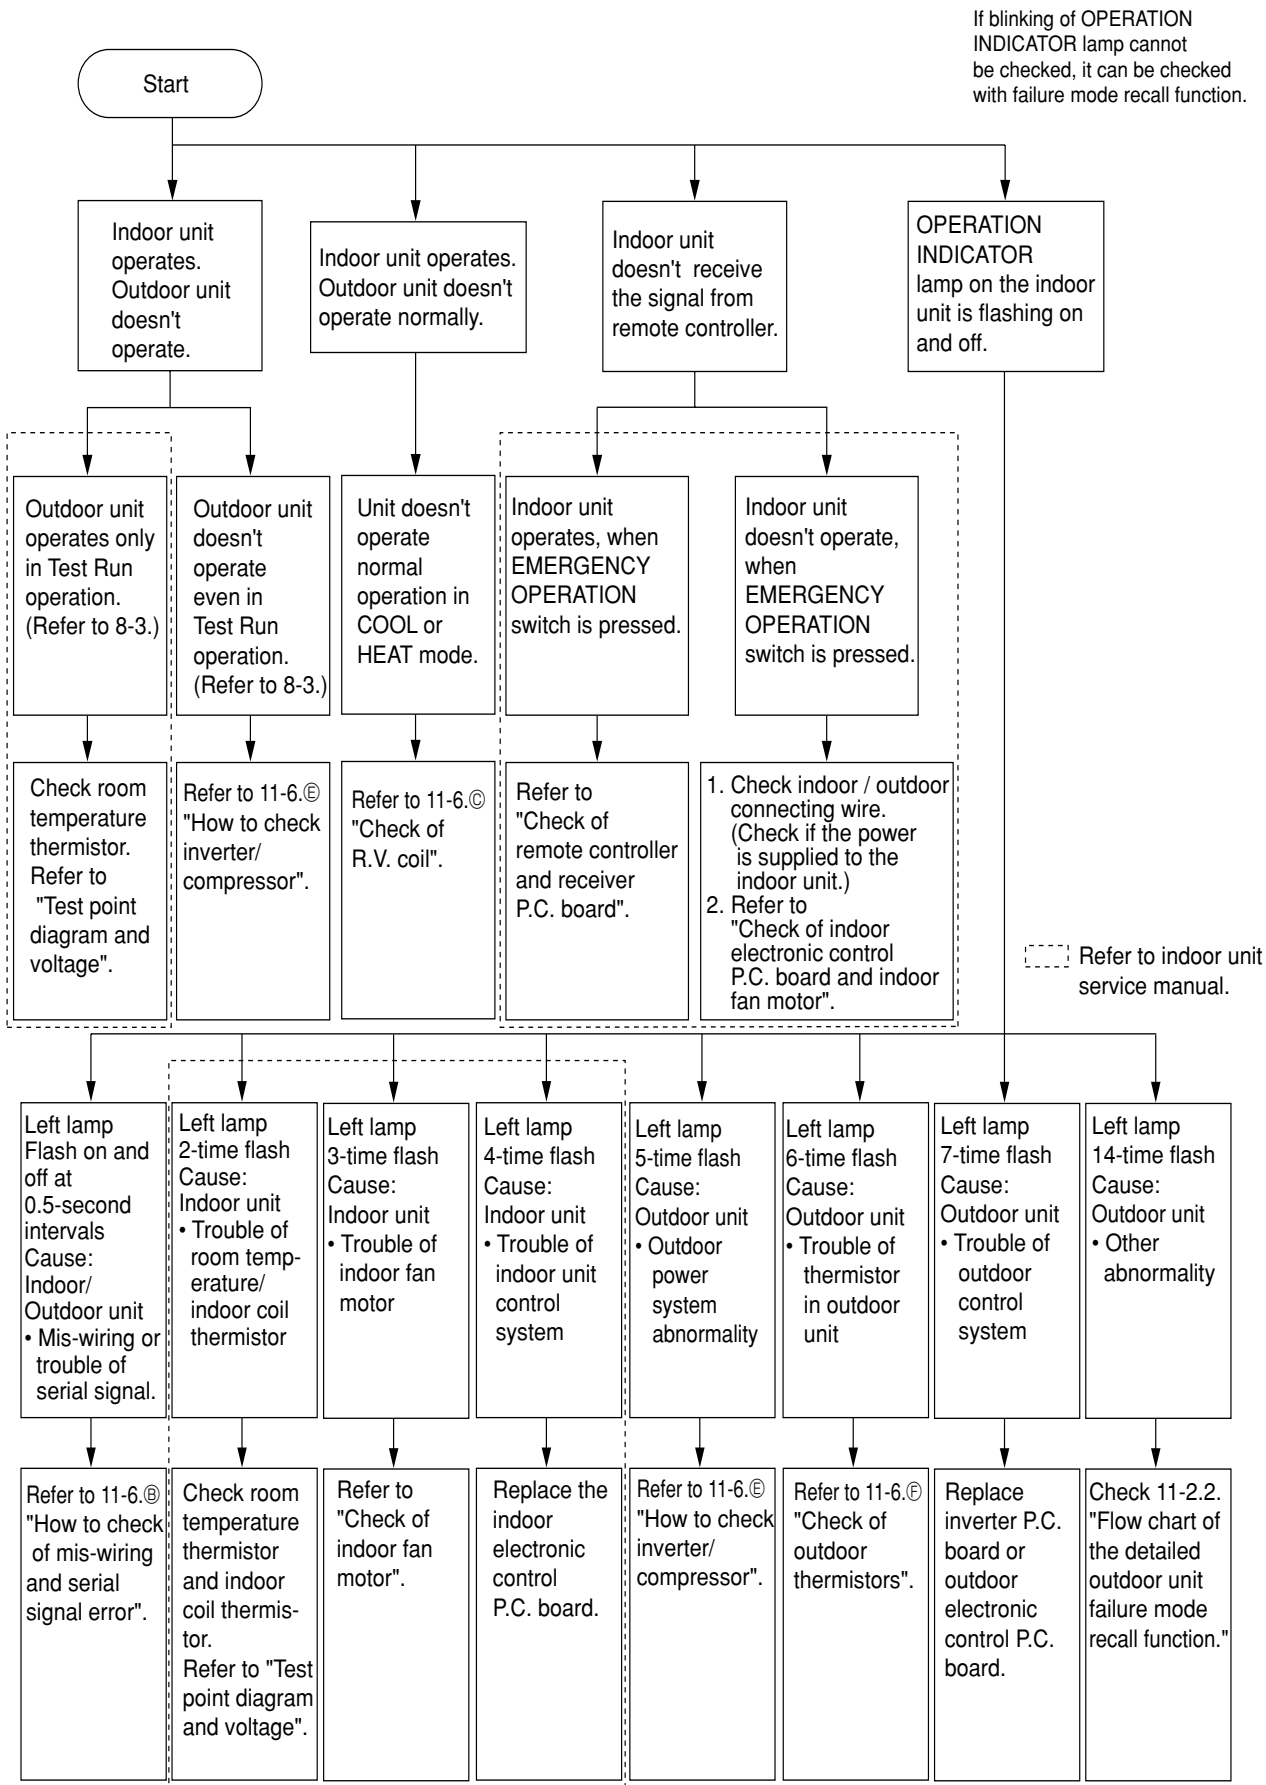 If blinking of OPERATION
INDICATOR lamp cannot
be checked, it can be checked
with failure mode recall function.
Start
Indoor unit
operates.
Outdoor unit
doesn't
operate.
Indoor unit operates.
Outdoor unit doesn't
operate normally.
Indoor unit
doesn't receive
the signal from
remote controller.
OPERATION
INDICATOR
lamp on the indoor
unit is flashing on
and off.
Outdoor unit
operates only
in Test Run
operation.
(Refer to 8-3.)
Outdoor unit
doesn't
operate
even in
Test Run
operation.
(Refer to 8-3.)
Unit doesn't
operate
normal
operation in
COOL or
HEAT mode.
Indoor unit
operates, when
EMERGENCY
OPERATION
switch is pressed.
Indoor unit
doesn't operate,
when
EMERGENCY
OPERATION
switch is pressed.
Check room
temperature
thermistor.
Refer to
"Test point
diagram and
voltage".
Refer to 11-6.Ⓔ
"How to check
inverter/
compressor".
Refer to 11-6.Ⓒ
"Check of
R.V. coil".
Refer to
"Check of
remote controller
and receiver
P.C. board".
1. Check indoor / outdoor
connecting wire.
(Check if the power
is supplied to the
indoor unit.)
2. Refer to
"Check of indoor
electronic control
P.C. board and indoor
fan motor".
Refer to indoor unit
service manual.
Left lamp
Flash on and
off at
0.5-second
intervals
Cause:
Indoor/
Outdoor unit
• Mis-wiring or
trouble of
serial signal.
Left lamp
2-time flash
Cause:
Indoor unit
• Trouble of
room temp-
erature/
indoor coil
thermistor
Left lamp
3-time flash
Cause:
Indoor unit
• Trouble of
indoor fan
motor
Left lamp
4-time flash
Cause:
Indoor unit
• Trouble of
indoor unit
control
system
Left lamp
5-time flash
Cause:
Outdoor unit
• Outdoor
power
system
abnormality
Left lamp
6-time flash
Cause:
Outdoor unit
• Trouble of
thermistor
in outdoor
unit
Left lamp
7-time flash
Cause:
Outdoor unit
• Trouble of
outdoor
control
system
Left lamp
14-time flash
Cause:
Outdoor unit
• Other
abnormality
Refer to 11-6.Ⓑ
"How to check
of mis-wiring
and serial
signal error".
Check room
temperature
thermistor
and indoor
coil thermis-
tor.
Refer to "Test
point diagram
and voltage".
Refer to
"Check of
indoor fan
motor".
Replace the
indoor
electronic
control
P.C. board.
Refer to 11-6.Ⓔ
"How to check
inverter/
compressor".
Refer to 11-6.Ⓕ
"Check of
outdoor
thermistors".
Replace
inverter P.C.
board or
outdoor
electronic
control P.C.
board.
Check 11-2.2.
"Flow chart of
the detailed
outdoor unit
failure mode
recall function."